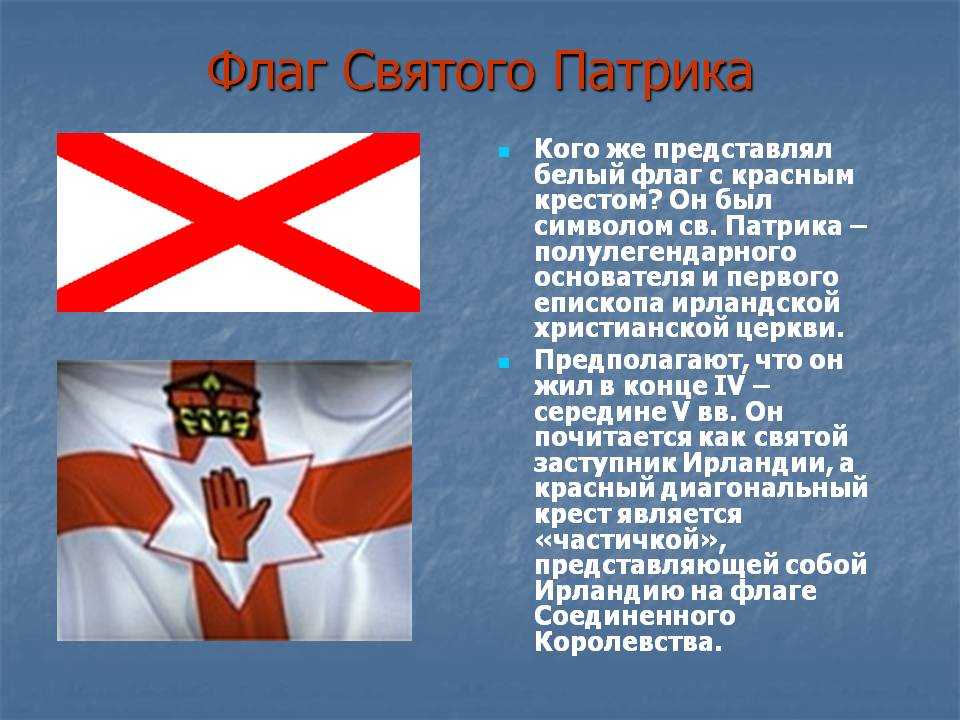 Флаг Святого Патрика
Кого же представлял
белый флаг с красным
крестом? Он был
символом св. Патрика –
полулегендарного
основателя и первого
епископа ирландской
христианской церкви.
Предполагают, что он
жил в конце IV –
середине V вв. Он
почитается как святой
заступник Ирландии, а
красный диагональный
крест является
«частичкой»,
представляющей собой
Ирландию на флаге
Соединенного
Королевства.